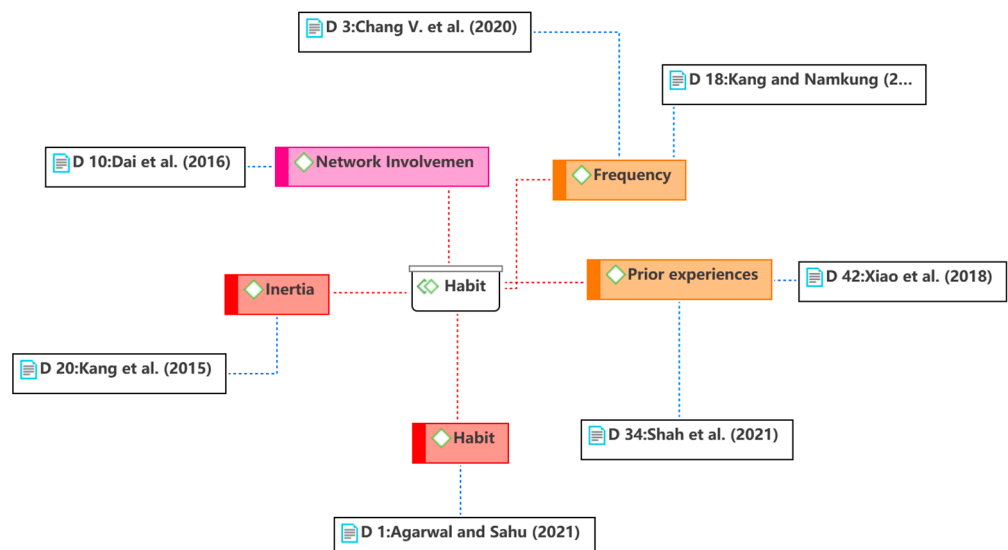 D 3:Chang V. et al. (2020)
D 18:Kang and Namkung (2...
D 10:Dai et al. (2016)
Network Involvemen
Frequency
Prior experiences
D 42:Xiao et al. (2018)
Inertia
Habit
D 20:Kang et al. (2015)
Habit
D 34:Shah et al. (2021)
D 1:Agarwal and Sahu (2021)